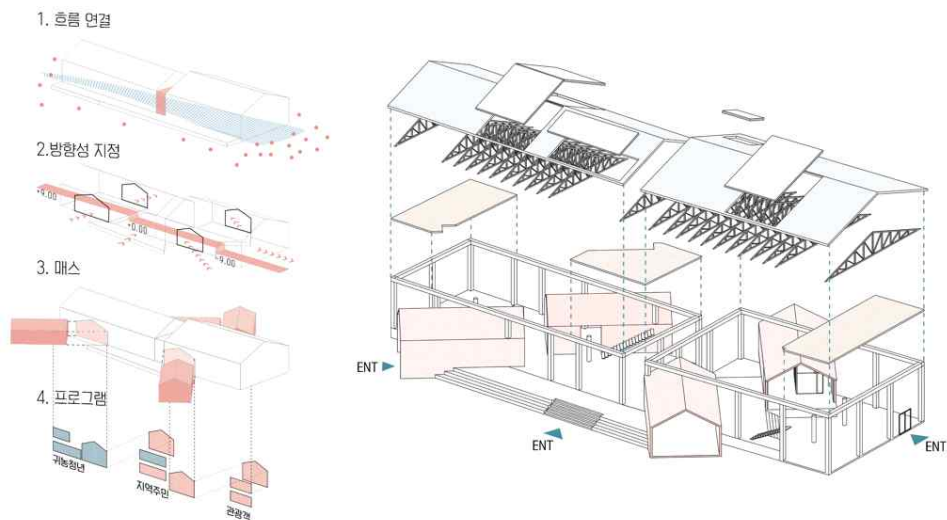 1. 흐름 연결
2.방향성 지정
+9.00
+0.00
-9.00
3. 매스
4. 프로그램
귀농청년
지역주민
관광객
ENT
ENT
ENT